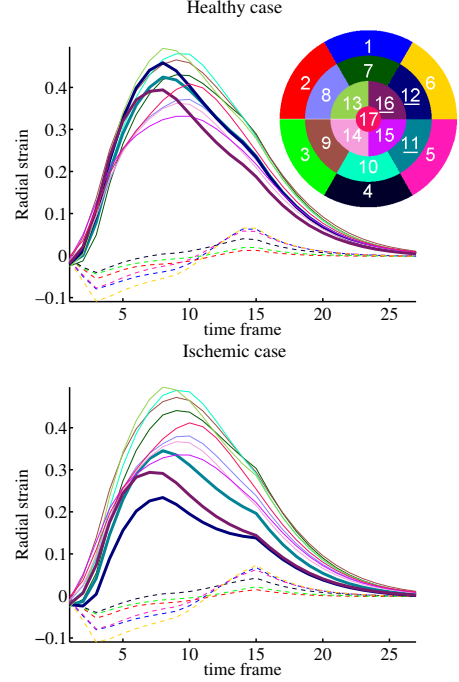 Healthy case
0.4
0.3
0.2
0.1
0
−0.1
Radial strain
5 10 15 20 25
time frame
1
2 7 6
8 13 16 12
17
3 9 14 15 11 5
10
4
Ischemic case
0.4
0.3
0.2
0.1
0
−0.1
Radial strain
5 10 15 20 25
time frame